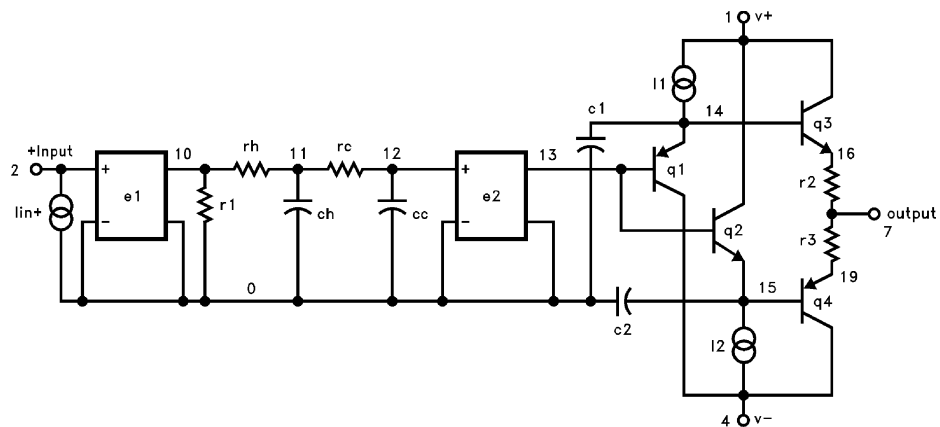 1 v+
I1
c1
14
q3
+Input
10
rh
11
rc
12
13
q1
16
2
e1
r1
ch
cc
e2
r2
Iin+
q2
output
7
r3
0
15
19
c2
q4
I2
4 v-
+
−
+
−